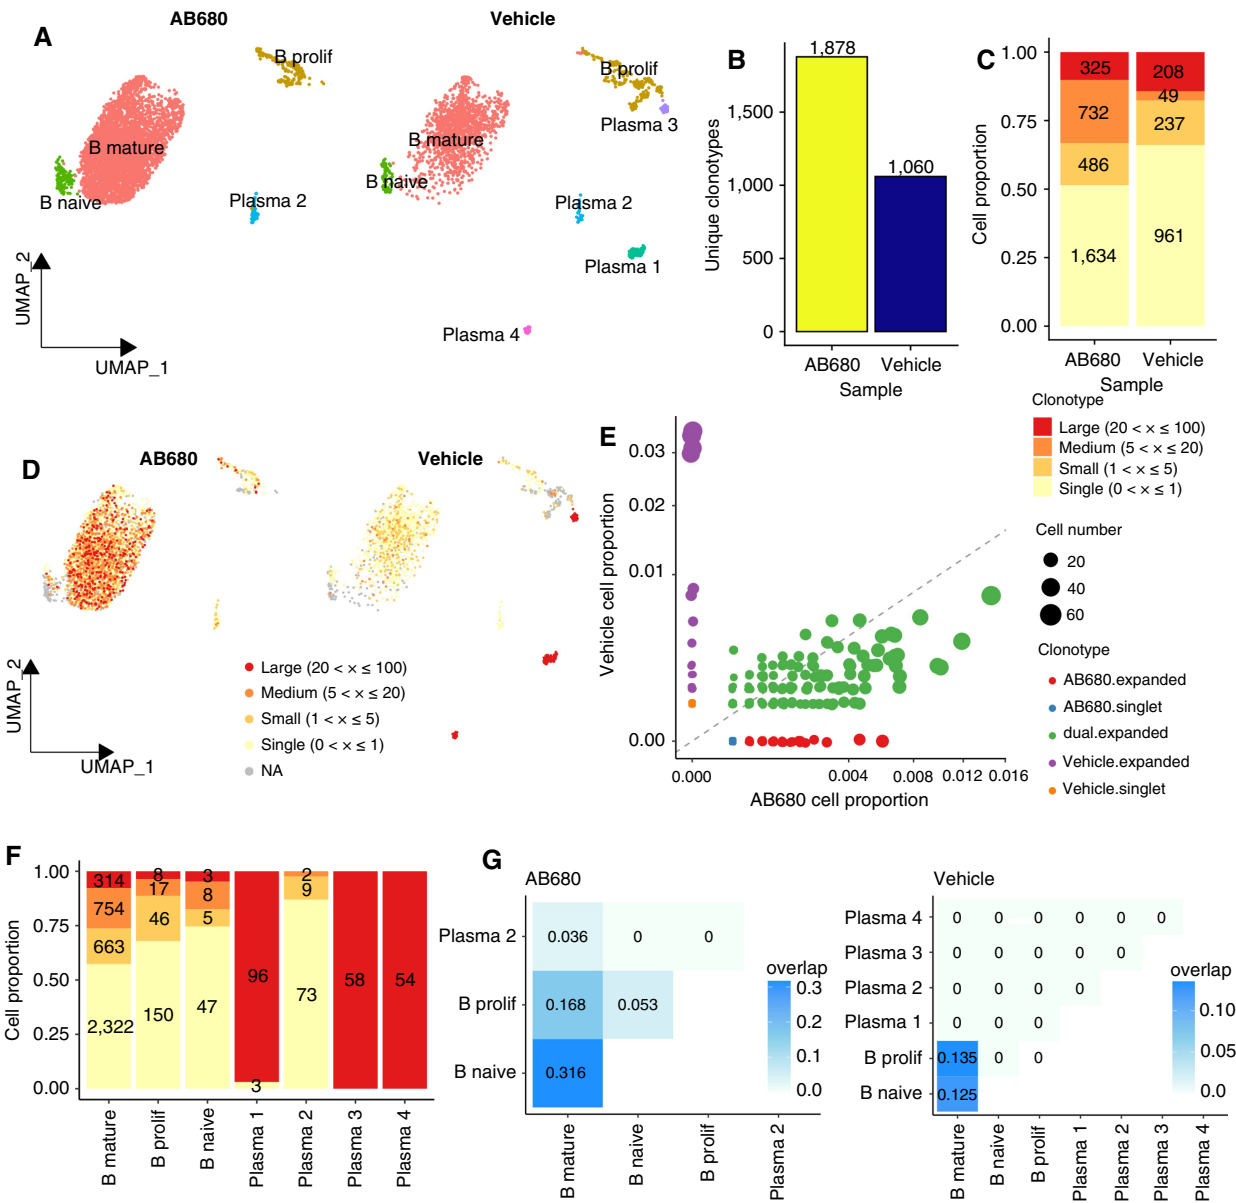 A
AB680
Vehicle
B prolif
B mature
B naive
Plasma 2
B prolif
Plasma 3
B mature
B naive
Plasma 2
Plasma 1
Plasma 4
UMAP_2
UMAP_1
B
Unique clonotypes
1,878
1,060
1,500
1,000
500
0
AB680 Vehicle
Sample
C
Cell proportion
1.00
0.75
0.50
0.25
0.00
325
732
486
1,634
208
49
237
961
AB680 Vehicle
Sample
Clonotype
Large (20 < × ≤ 100)
Medium (5 < × ≤ 20)
Small (1 < × ≤ 5)
Single (0 < × ≤ 1)
D
AB680
Vehicle
UMAP_2
UMAP_1
Large (20 < × ≤ 100)
Medium (5 < × ≤ 20)
Small (1 < × ≤ 5)
Single (0 < × ≤ 1)
NA
E
Vehicle cell proportion
0.03
0.02
0.01
0.00
0.0000 0.004 0.008 0.012 0.016
AB680 cell proportion
Cell number
20
40
60
Clonotype
AB680.expanded
AB680.singlet
dual.expanded
Vehicle.expanded
Vehicle.singlet
F
Cell proportion
1.00
0.75
0.50
0.25
0.00
314
754
663
2,322
8
17
46
150
3
8
5
47
96
3
2
9
73
58
54
B mature
B prolif
B naive
Plasma 1
Plasma 2
Plasma 3
Plasma 4
G
AB680
Plasma 2
B prolif
B naive
0.036 0 0
0.168 0.053
0.316
B mature
B naive
B prolif
Plasma 2
overlap
0.3
0.2
0.1
0.0
Vehicle
Plasma 4
Plasma 3
Plasma 2
Plasma 1
B prolif
B naive
0 0 0 0 0 0
0 0 0 0 0
0 0 0 0
0 0 0
0.135 0 0
0.125
B mature
B naive
B prolif
Plasma 1
Plasma 2
Plasma 3
Plasma 4
overlap
0.10
0.05
0.0